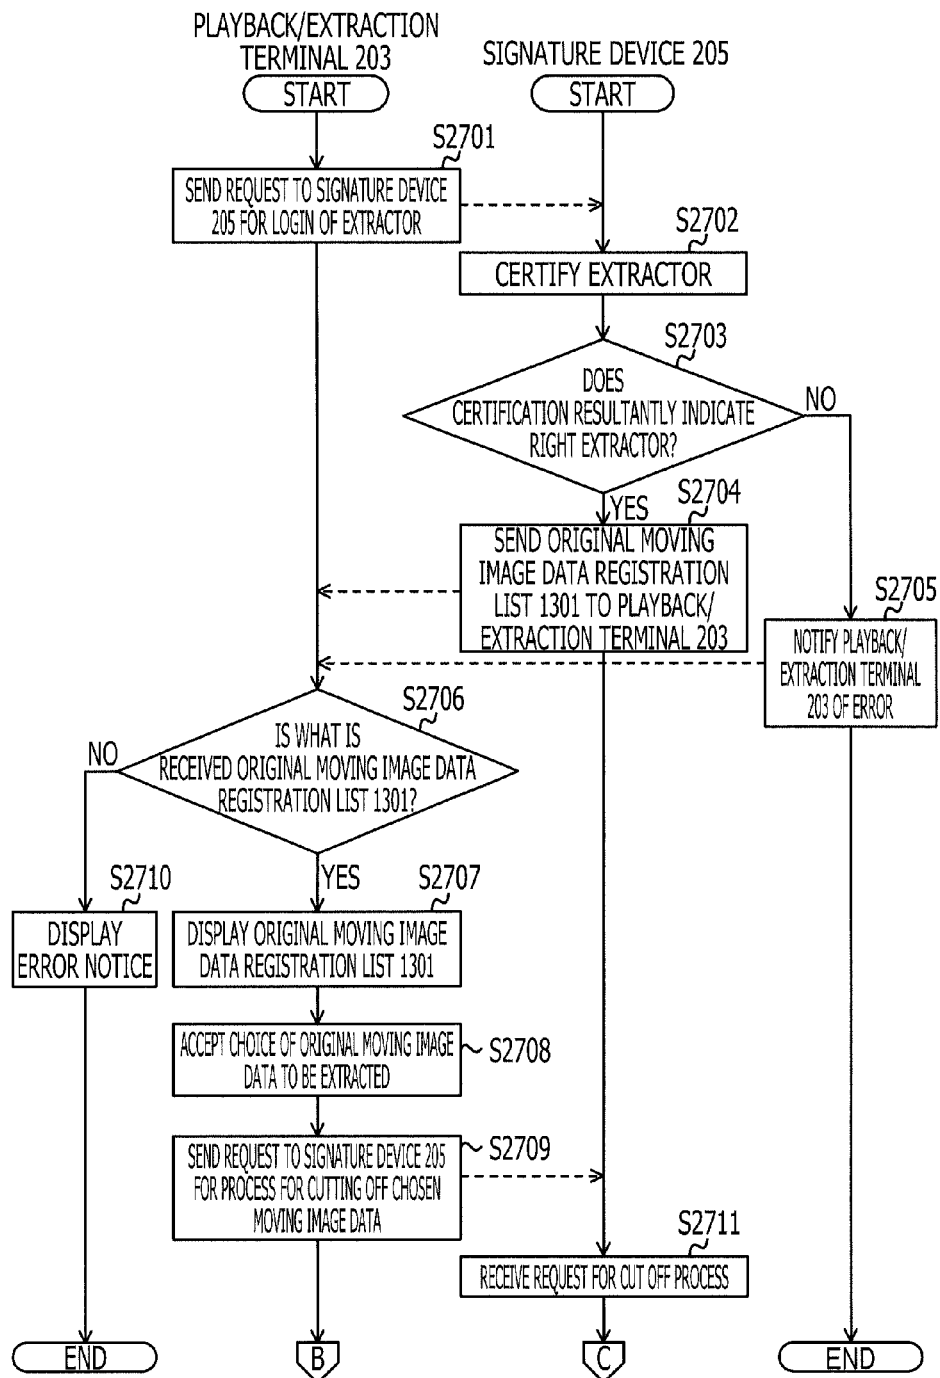 PLAYBACK/EXTRACTION
TERMINAL 203
SIGNATURE DEVICE 205
START
START
S2701
SEND REQUEST TO SIGNATURE DEVICE
205 FOR LOGIN OF EXTRACTOR
S2702
CERTIFY EXTRACTOR
S2703
DOES
CERTIFICATION RESULTANTLY INDICATE
RIGHT EXTRACTOR?
NO
YES
S2704
SEND ORIGINAL MOVING
IMAGE DATA REGISTRATION
LIST 1301 TO PLAYBACK/
EXTRACTION TERMINAL 203
S2705
NOTIFY PLAYBACK/
EXTRACTION TERMINAL
203 OF ERROR
S2706
IS WHAT IS
RECEIVED ORIGINAL MOVING IMAGE DATA
REGISTRATION LIST 1301?
NO
YES
S2710
DISPLAY
ERROR NOTICE
S2707
DISPLAY ORIGINAL MOVING IMAGE
DATA REGISTRATION LIST 1301
ACCEPT CHOICE OF ORIGINAL MOVING IMAGE
DATA TO BE EXTRACTED
S2708
SEND REQUEST TO SIGNATURE DEVICE 205
FOR PROCESS FOR CUTTING OFF CHOSEN
MOVING IMAGE DATA
S2709
S2711
RECEIVE REQUEST FOR CUT OFF PROCESS
END
B
C
END